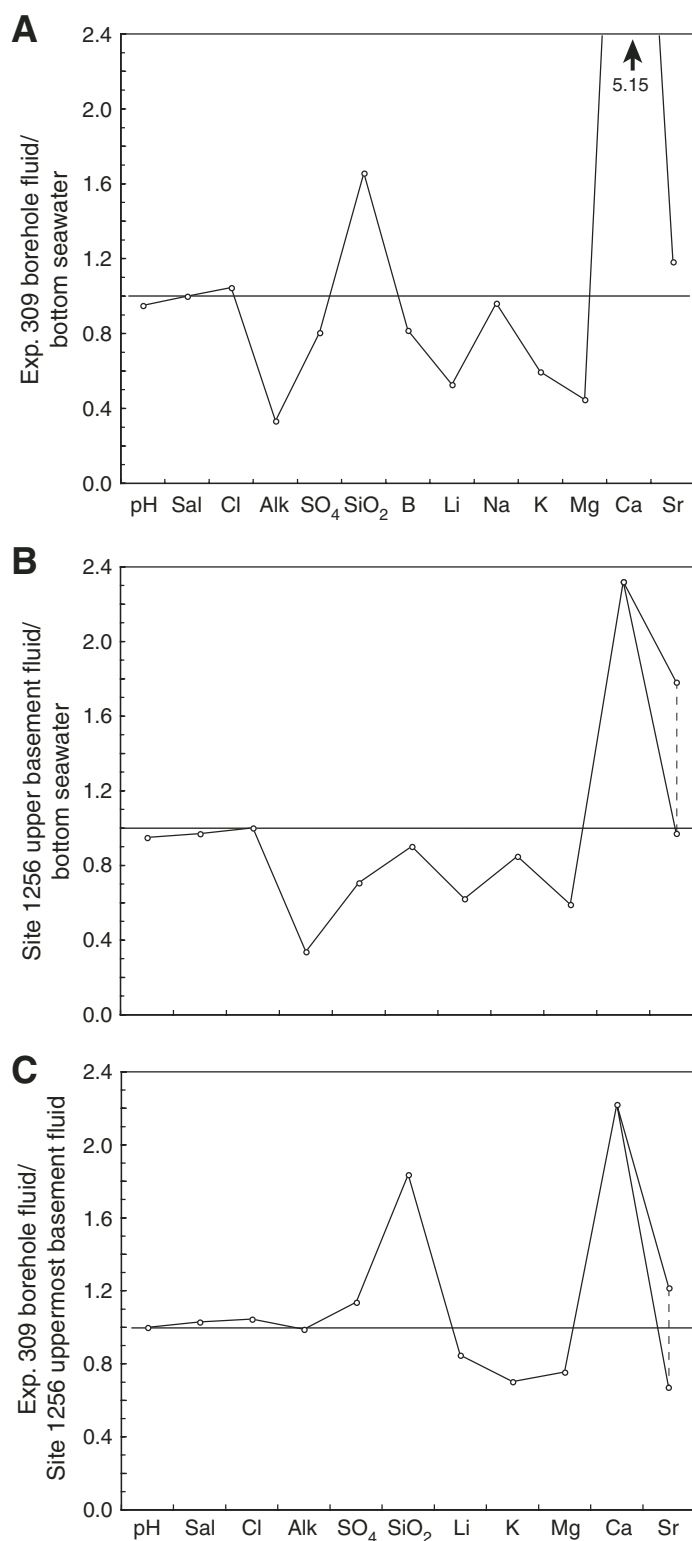 A
Exp. 309 borehole fluid/
bottom seawater
2.4
2.0
1.6
1.2
0.8
0.4
0.0
5.15
pH Sal Cl Alk SO4 SiO2 B Li Na K Mg Ca Sr
B
Site 1256 upper basement fluid/
bottom seawater
2.4
2.0
1.6
1.2
0.8
0.4
0.0
C
Exp. 309 borehole fluid/
Site 1256 uppermost basement fluid
2.4
2.0
1.6
1.2
0.8
0.4
0.0
pH Sal Cl Alk SO4 SiO2 Li K Mg Ca Sr